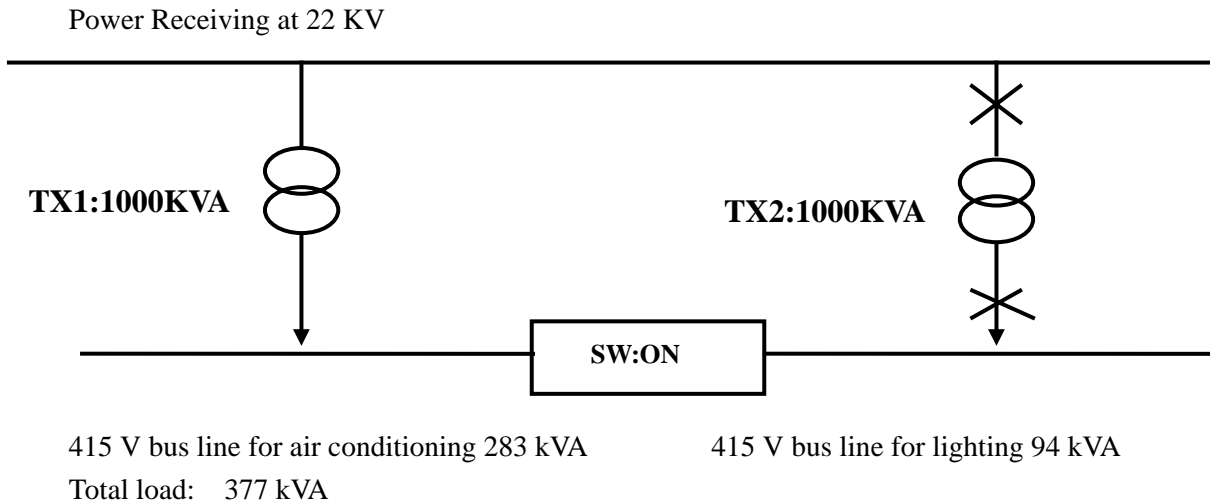 Power Receiving at 22 KV
TX1:1000KVA
TX2:1000KVA
SW:ON
415 V bus line for air conditioning 283 kVA
415 V bus line for lighting 94 kVA
Total load: 377 kVA